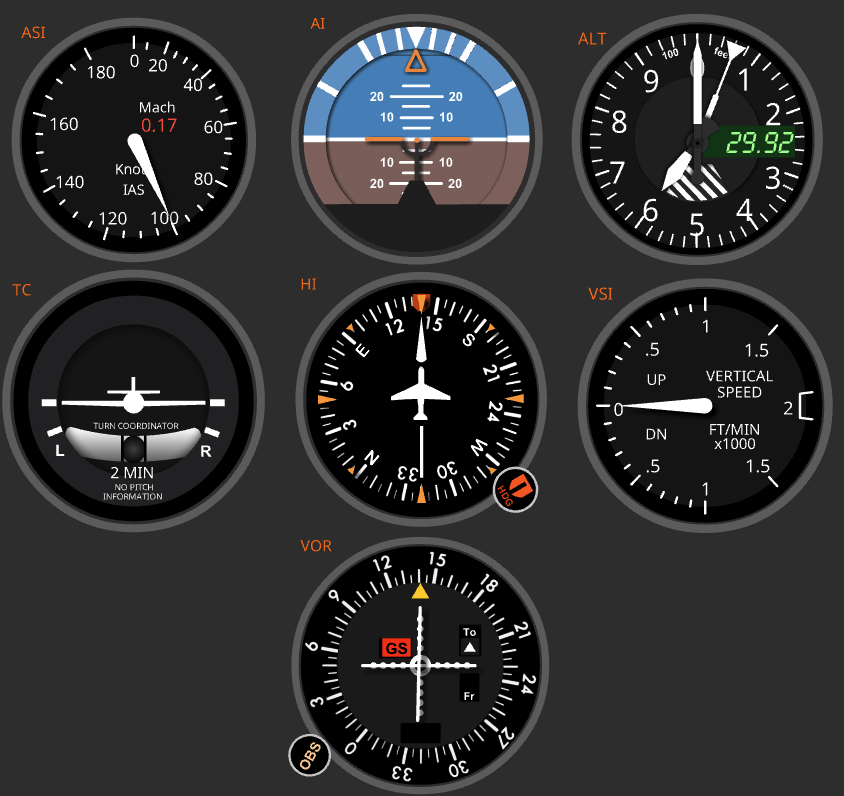 ASI
0
20
40
60
80
100
120
140
160
180
Mach
0.17
Kno
IAS
AI
20 20
10 10
10 10
20 20
ALT
100
fee
1
2
3
4
5
6
7
8
9
29.92
TC
TURN COORDINATOR
L R
2 MIN
NO PITCH
INFORMATION
HI
12
15
S
21
24
W
30
33
N
3
6
E
HDG
VSI
1
.5 1.5
UP
VERTICAL
SPEED
0
2
DN
FT/MIN
x1000
.5 1.5
1
VOR
12
15
18
21
24
27
30
33
0
3
6
9
GS
To
Fr
OBS